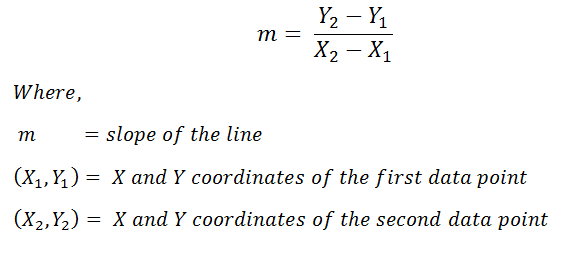 m = Y₂ − Y₁ / X₂ − X₁
Where,
m = slope of the line
(X₁,Y₁) = X and Y coordinates of the first data point
(X₂,Y₂) = X and Y coordinates of the second data point